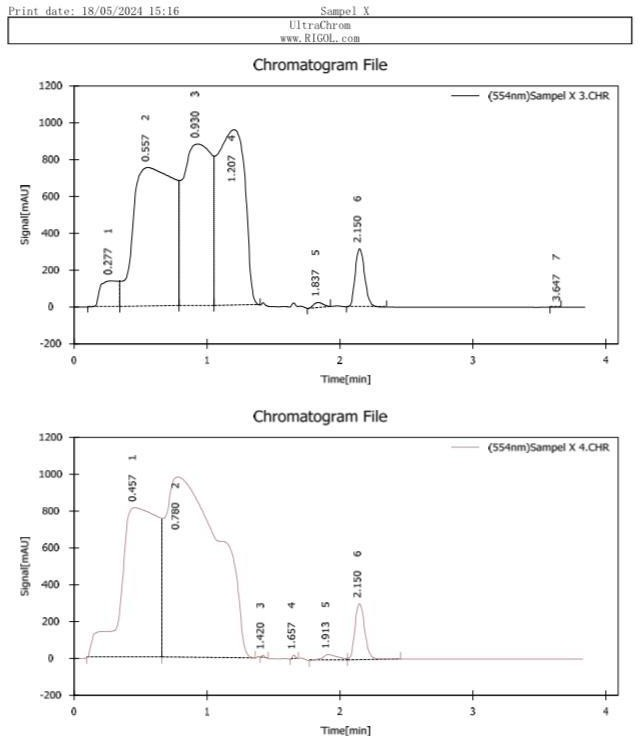 Print date: 18/05/2024 15:16 Sampel X
UltraChrom
www.RIGOL.com
Chromatogram File
(554nm)Sampel X 3.CHR
1200
1000
800
600
400
200
0
-200
Signal[mAU]
0.277 1
0.557 2
0.930 3
1.207 4
1.837 5
2.150 6
3.647 7
0 1 2 3 4
Time[min]
Chromatogram File
(554nm)Sampel X 4.CHR
1200
1000
800
600
400
200
0
-200
Signal[mAU]
0.457 1
0.780 2
1.420 3
1.657 4
1.913 5
2.150 6
0 1 2 3 4
Time[min]